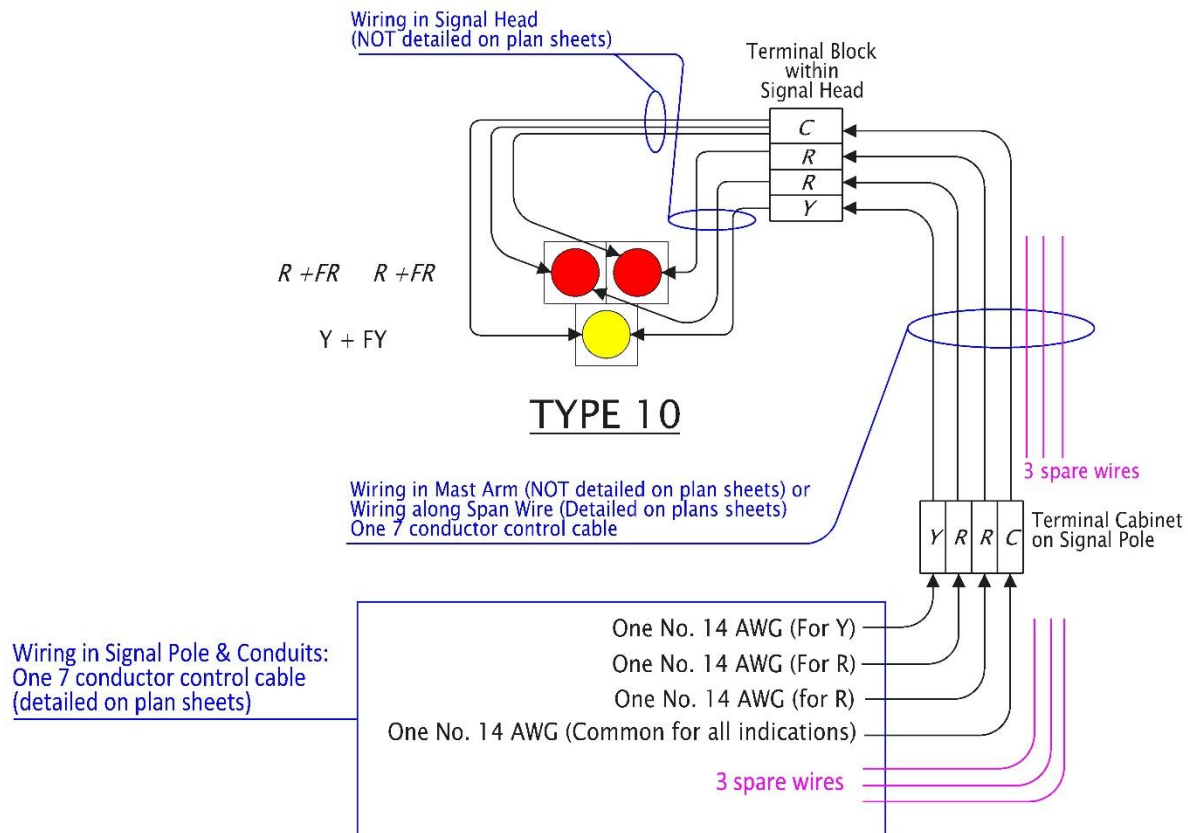 Wiring in Signal Head
(NOT detailed on plan sheets)
Terminal Block
within
Signal Head
C
R
R
Y
R +FR R +FR
Y + FY
TYPE 10
3 spare wires
Wiring in Mast Arm (NOT detailed on plan sheets) or
Wiring along Span Wire (Detailed on plans sheets)
One 7 conductor control cable
Y R R C
Terminal Cabinet
on Signal Pole
Wiring in Signal Pole & Conduits:
One 7 conductor control cable
(detailed on plan sheets)
One No. 14 AWG (For Y)
One No. 14 AWG (For R)
One No. 14 AWG (for R)
One No. 14 AWG (Common for all indications)
3 spare wires